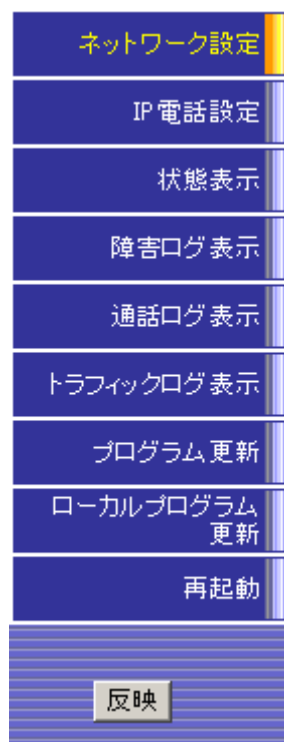 ネットワーク設定
IP電話設定
状態表示
障害ログ表示
通話ログ表示
トラフィックログ表示
プログラム更新
ローカルプログラム
更新
再起動
反映